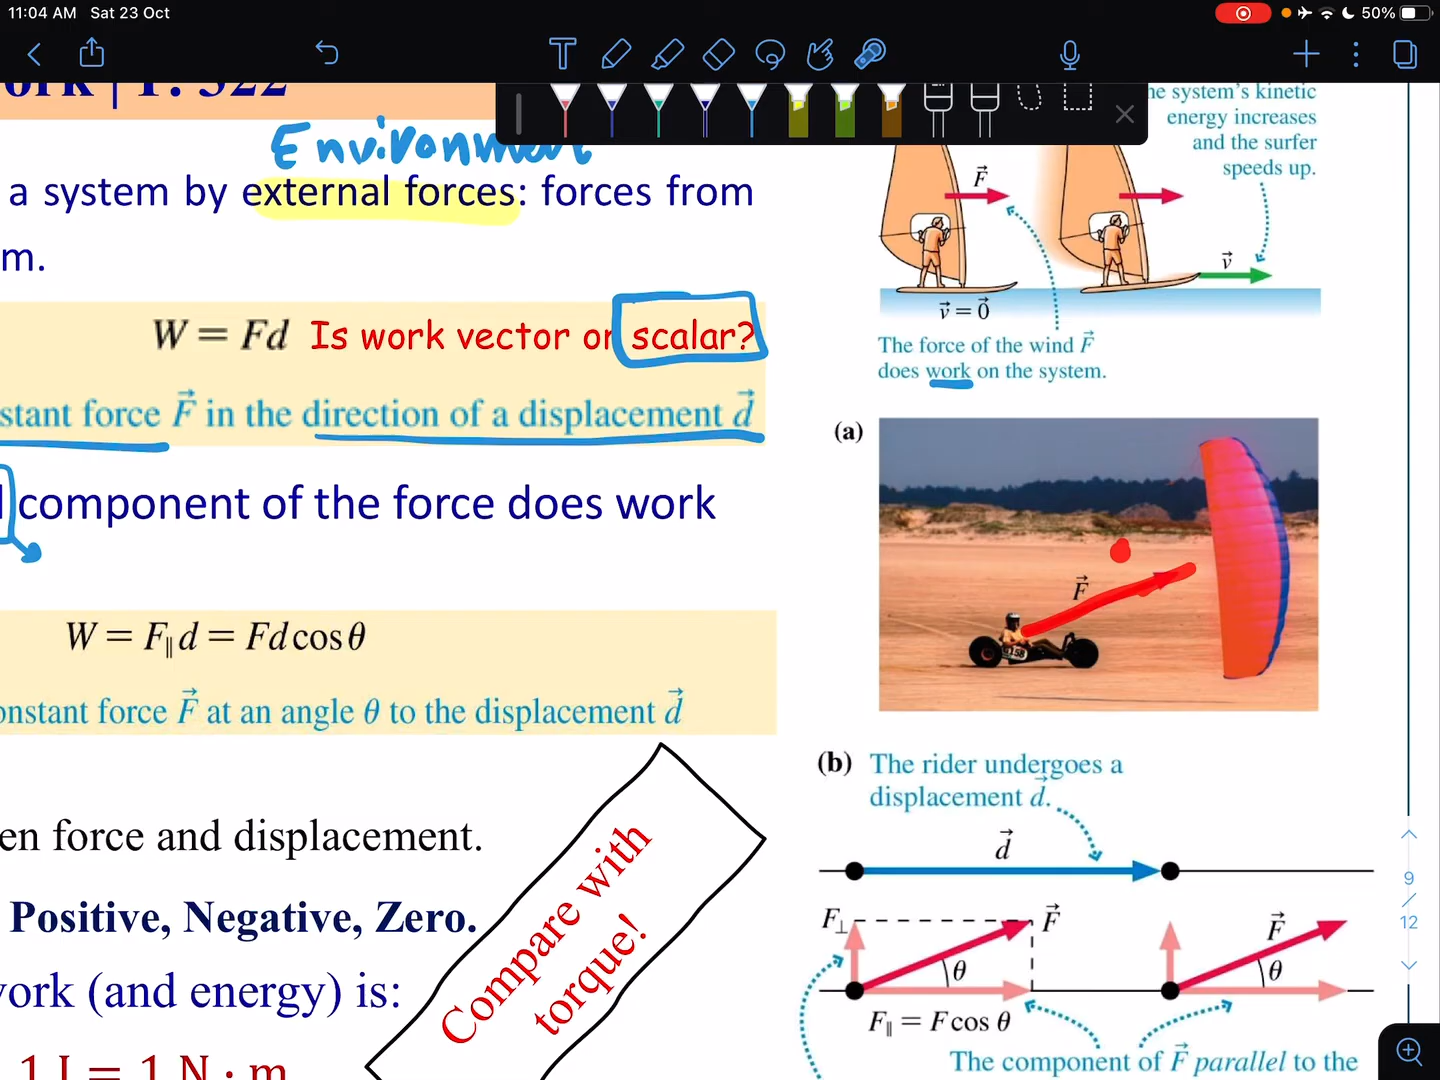 11:04 AM Sat 23 Oct
50%
ork | P. 322
Environment
a system by external forces: forces from
m.
W = Fd Is work vector or scalar?
stant force F⃗ in the direction of a displacement d⃗
component of the force does work
W = F∥d = Fd cos θ
onstant force F⃗ at an angle θ to the displacement d⃗
en force and displacement.
Positive, Negative, Zero.
work (and energy) is:
1 J = 1 N · m
Compare with
torque!
he system's kinetic
energy increases
and the surfer
speeds up.
F⃗
v⃗
v⃗ = 0⃗
The force of the wind F⃗
does work on the system.
(a)
F⃗
158
(b) The rider undergoes a
displacement d⃗.
d⃗
F⊥
F⃗
F⃗
θ
θ
F∥ = F cos θ
The component of F⃗ parallel to the
9
/
12